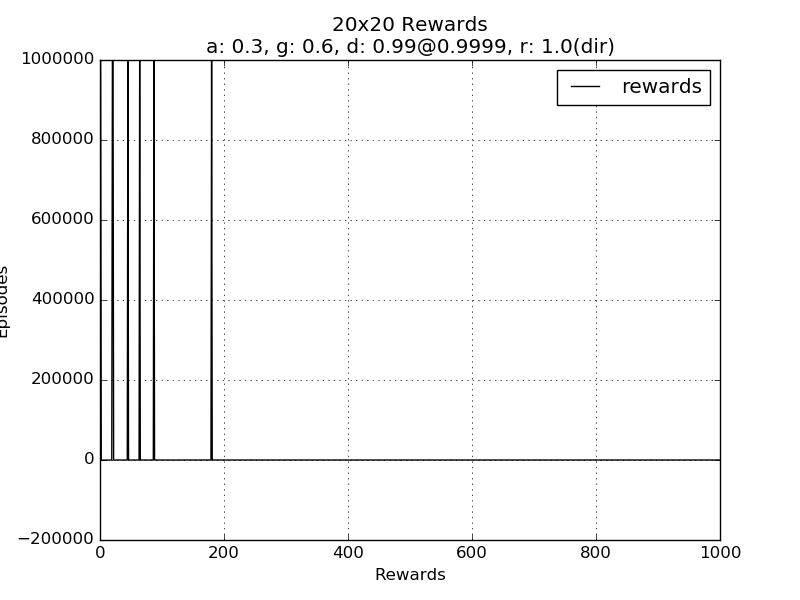 20x20 Rewards
a: 0.3, g: 0.6, d: 0.99@0.9999, r: 1.0(dir)
rewards
1000000
800000
600000
400000
200000
0
−200000
Episodes
0 200 400 600 800 1000
Rewards